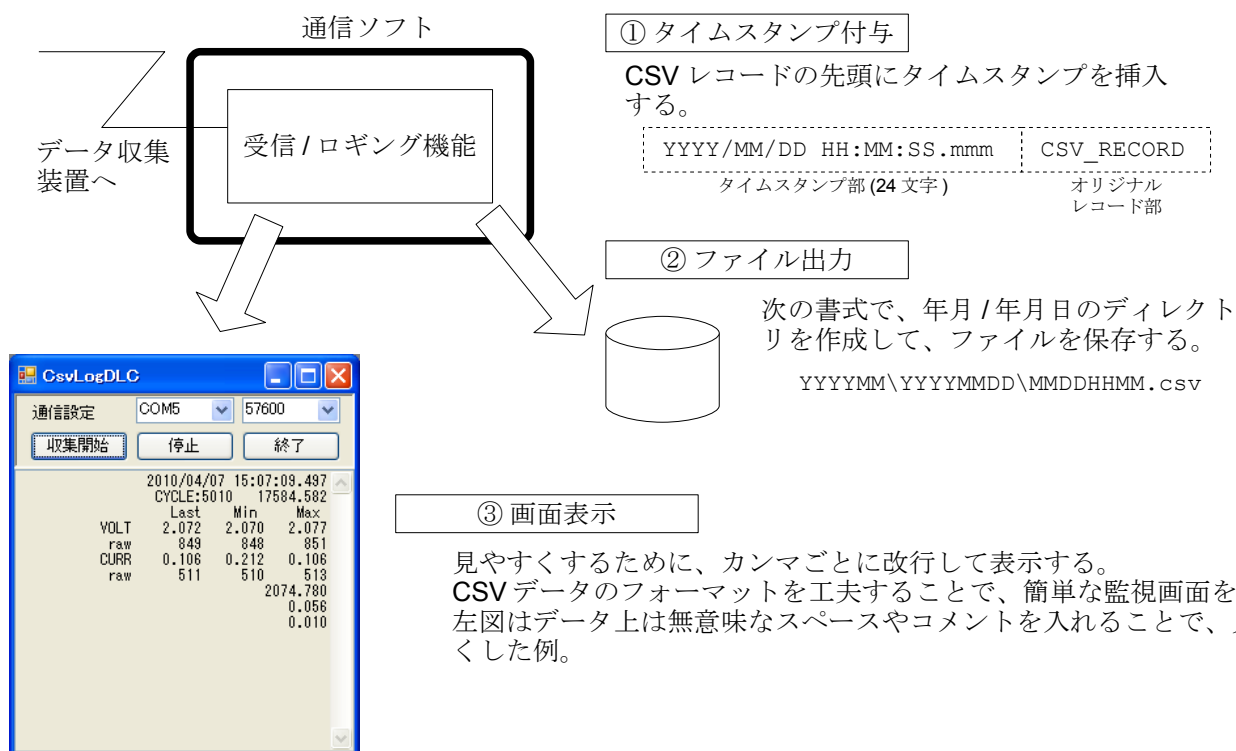 通信ソフト
データ収集
装置へ
受信 / ロギング機能
① タイムスタンプ付与
CSV レコードの先頭にタイムスタンプを挿入
する。
YYYY/MM/DD HH:MM:SS.mmm CSV_RECORD
タイムスタンプ部 (24 文字 ) オリジナル
レコード部
② ファイル出力
次の書式で、年月 / 年月日のディレクト
リを作成して、ファイルを保存する。
YYYYMM\YYYYMMDD\MMDDHHMM.csv
CsvLogDLC
通信設定 COM5 57600
収集開始 停止 終了
2010/04/07 15:07:09.497
CYCLE:5010 17584.582
Last Min Max
VOLT 2.072 2.070 2.077
raw 849 848 851
CURR 0.106 0.212 0.106
raw 511 510 513
2074.780
0.056
0.010
③ 画面表示
見やすくするために、カンマごとに改行して表示する。
CSV データのフォーマットを工夫することで、簡単な監視画面を
左図はデータ上は無意味なスペースやコメントを入れることで、
くした例。